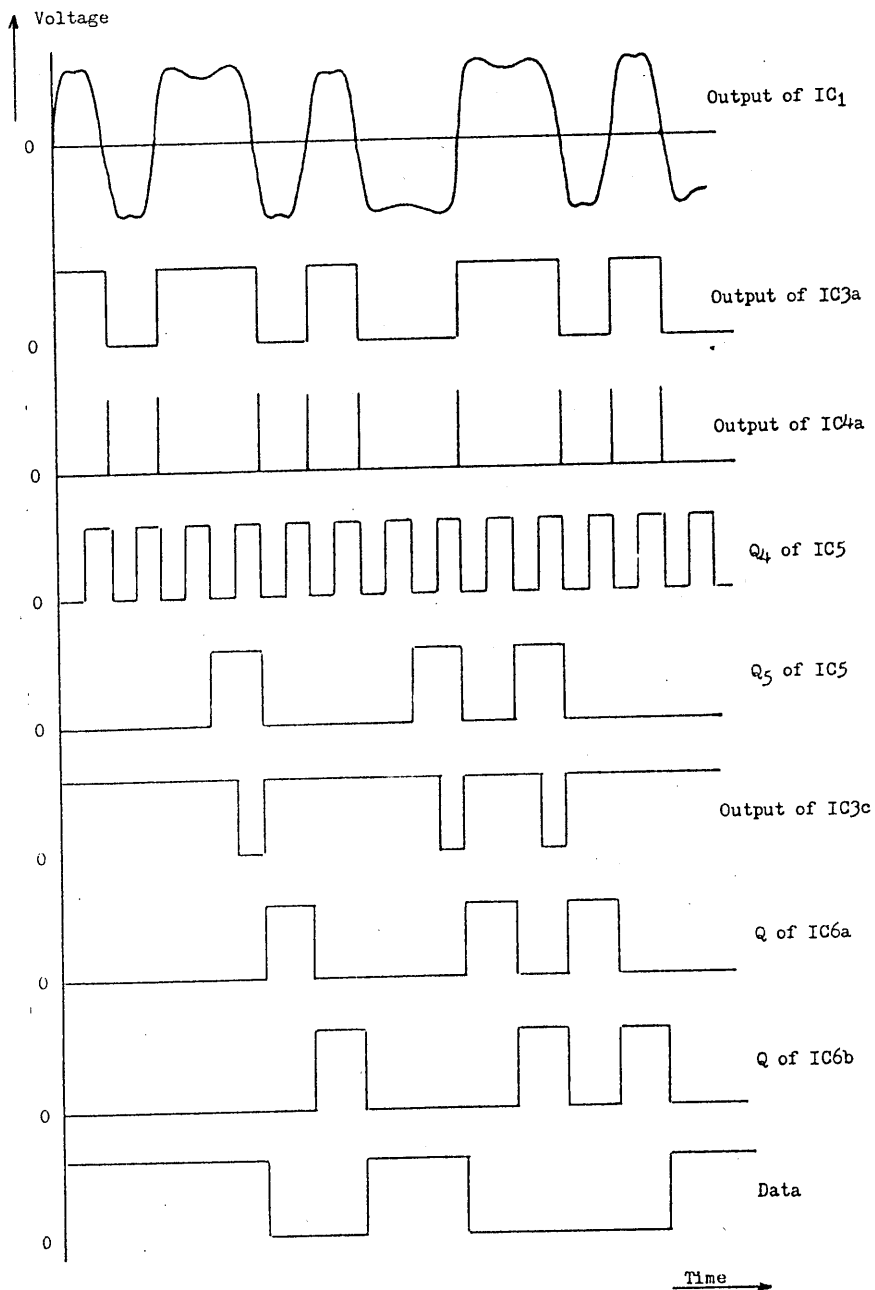 Voltage
Output of IC1
0
Output of IC3a
0
Output of IC4a
0
Q4 of IC5
0
Q5 of IC5
0
Output of IC3c
0
Q of IC6a
0
Q of IC6b
0
Data
0
Time